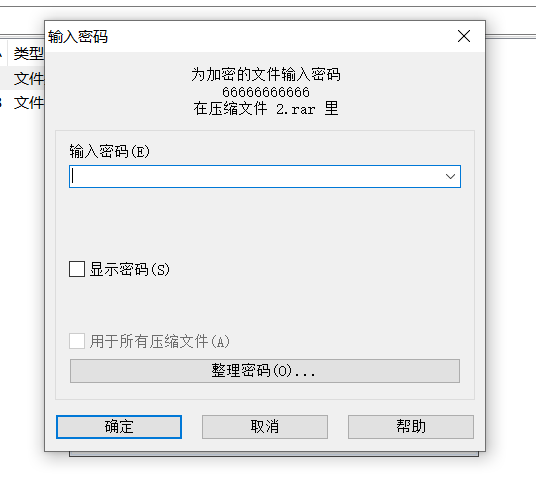 输入密码
类型
文件
文件
为加密的文件输入密码
66666666666
在压缩文件 2.rar 里
输入密码(E)
显示密码(S)
用于所有压缩文件(A)
整理密码(O)...
确定
取消
帮助